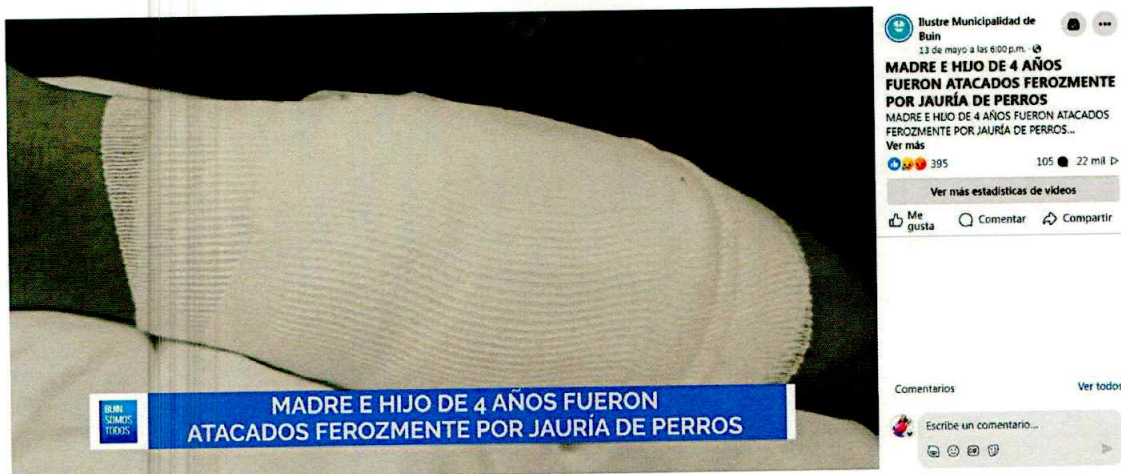 Ilustre Municipalidad de
Buin
13 de mayo a las 6:00 p.m. ·
MADRE E HIJO DE 4 AÑOS
FUERON ATACADOS FEROZMENTE
POR JAURÍA DE PERROS
MADRE E HIJO DE 4 AÑOS FUERON ATACADOS
FEROZMENTE POR JAURÍA DE PERROS...
Ver más
395 105 22 mil
Ver más estadísticas de videos
Me gusta Comentar Compartir
Comentarios Ver todos
Escribe un comentario...
BUIN
SOMOS
TODOS
MADRE E HIJO DE 4 AÑOS FUERON
ATACADOS FEROZMENTE POR JAURÍA DE PERROS